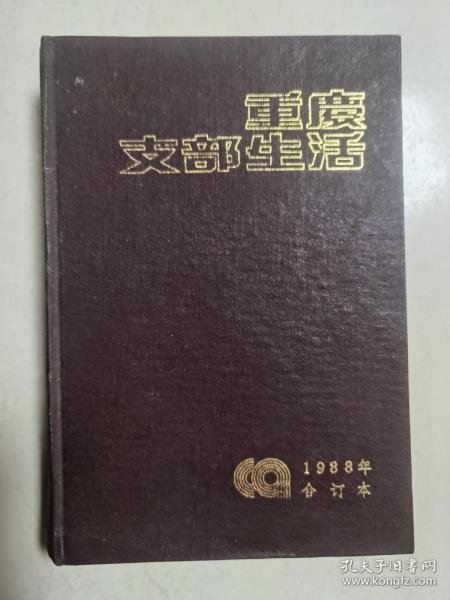 重慶
支部生活
1988年
合订本
孔夫子旧书网
www.kongfz.com